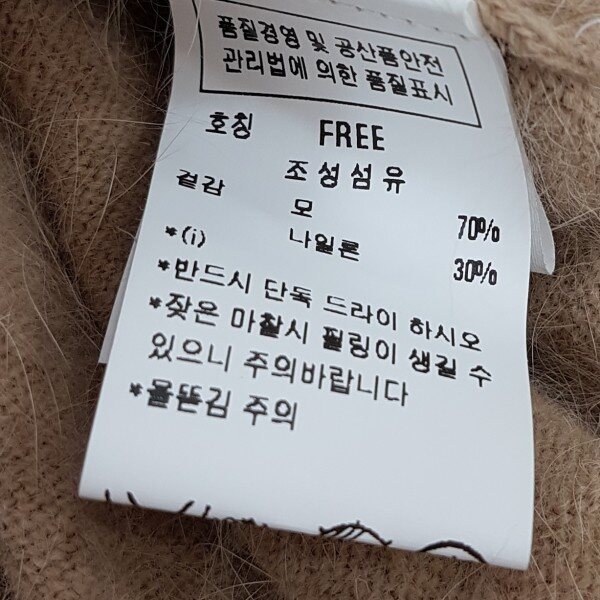 품질경영 및 공산품안전
관리법에 의한 품질표시
호칭 FREE
조성섬유
겉감 모 70%
*(i) 나일론 30%
*반드시 단독 드라이 하시오
*잦은 마찰시 필링이 생길 수
있으니 주의바랍니다
*올뜯김 주의